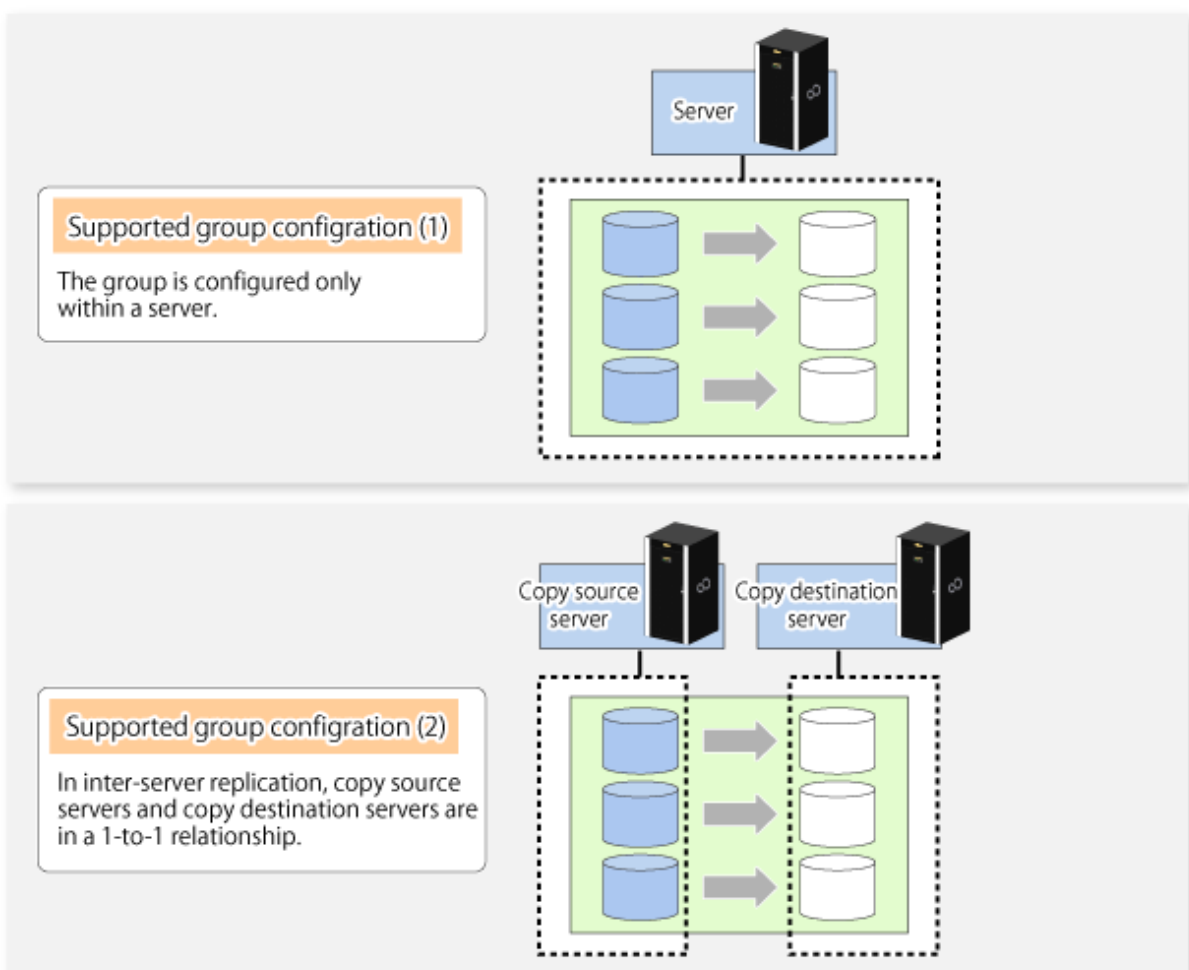 Server
Supported group configration (1)
The group is configured only
within a server.
Copy source
server
Copy destination
server
Supported group configration (2)
In inter-server replication, copy source
servers and copy destination servers are
in a 1-to-1 relationship.